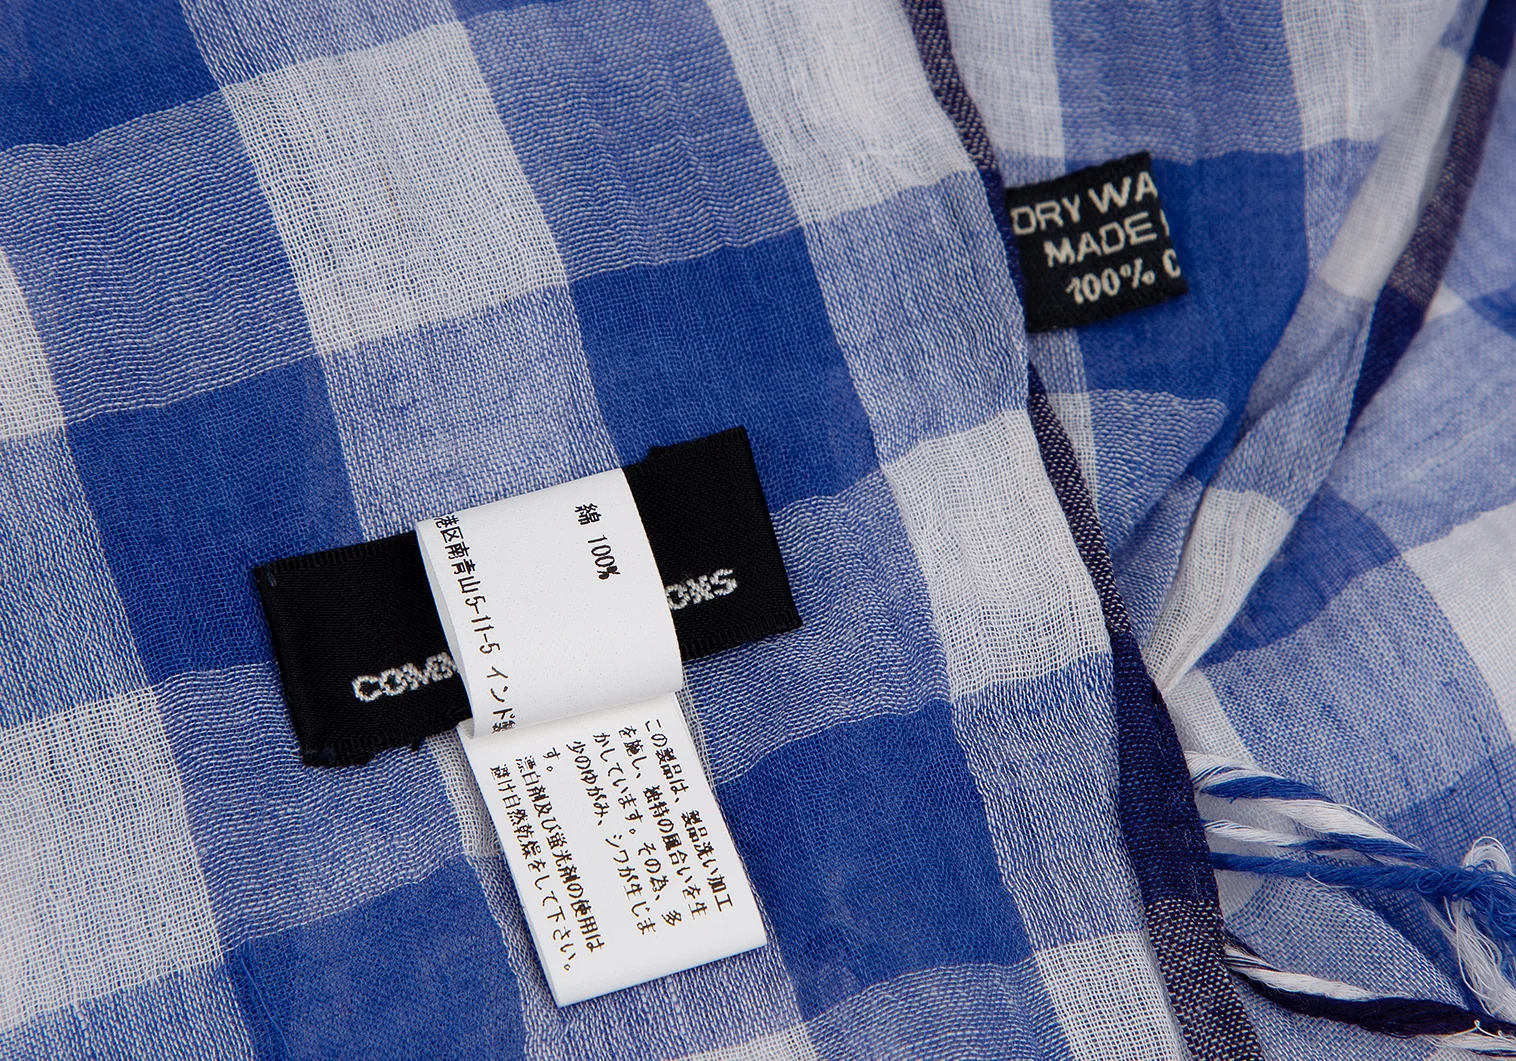 DRY WA
MADE
100% C
綿 100%
港区南青山5-11-5 インド製
COMM
OXS
この製品は、製品洗い加工
を施し、独特の風合いを生
かしています。その為、多
少のゆがみ、シワが生じま
す。
漂白剤及び蛍光剤の使用は
避け自然乾燥をして下さい。